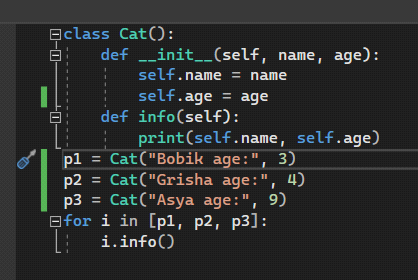 class Cat():
    def __init__(self, name, age):
        self.name = name
        self.age = age
    def info(self):
        print(self.name, self.age)
p1 = Cat("Bobik age:", 3)
p2 = Cat("Grisha age:", 4)
p3 = Cat("Asya age:", 9)
for i in [p1, p2, p3]:
    i.info()